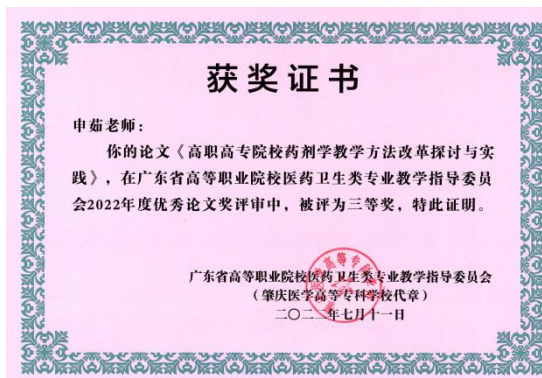 获奖证书
申茹老师：
你的论文《高职高专院校药剂学教学方法改革探讨与实
践》，在广东省高等职业院校医药卫生类专业教学指导委员
会2022年度优秀论文奖评审中，被评为三等奖，特此证明。
广东省高等职业院校医药卫生类专业教学指导委员会
（肇庆医学高等专科学校代章）
二〇二二年七月十一日